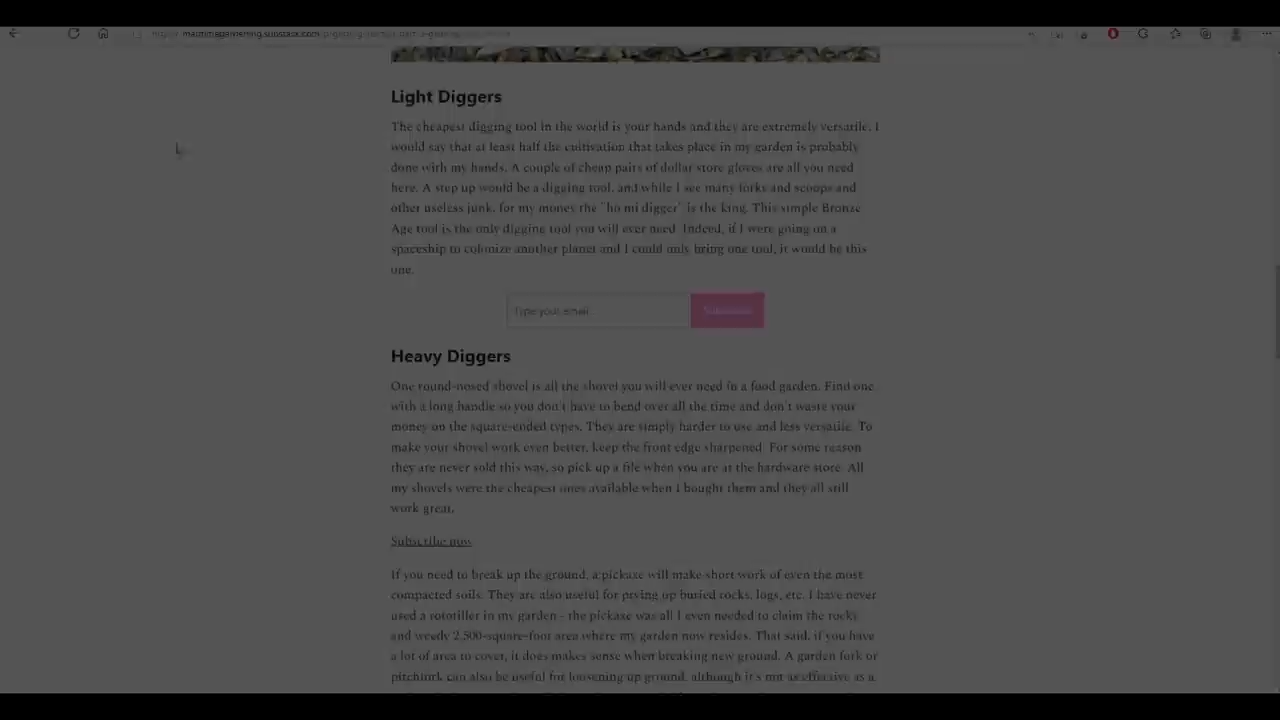 Light Diggers
The cheapest digging tool in the world is your hands and they are extremely versatile. I
would say that at least half the cultivation that takes place in my garden is probably
done with my hands. A couple of cheap pairs of dollar store gloves are all you need
here. A step up would be a digging tool, and while I see many forks and scoops and
other useless junk, for my money the "ho mi digger" is the king. This simple Bronze
Age tool is the only digging tool you will ever need. Indeed, if I were going on a
spaceship to colonize another planet and I could only bring one tool, it would be this
one.
Type your email...
Subscribe
Heavy Diggers
One round-nosed shovel is all the shovel you will ever need in a food garden. Find one
with a long handle so you don't have to bend over all the time and don't waste your
money on the square-ended types. They are simply harder to use and less versatile. To
make your shovel work even better, keep the front edge sharpened. For some reason
they are never sold this way, so pick up a file when you are at the hardware store. All
my shovels were the cheapest ones available when I bought them and they all still
work great.
Subscribe now
If you need to break up the ground, a pickaxe will make short work of even the most
compacted soils. They are also useful for prying up buried rocks, logs, etc. I have never
used a rototiller in my garden - the pickaxe was all I even needed to claim the rocky
and weedy 2,500-square-foot area where my garden now resides. That said, if you have
a lot of area to cover, it does makes sense when breaking new ground. A garden fork or
pitchfork can also be useful for loosening up ground, although it's not as effective as a